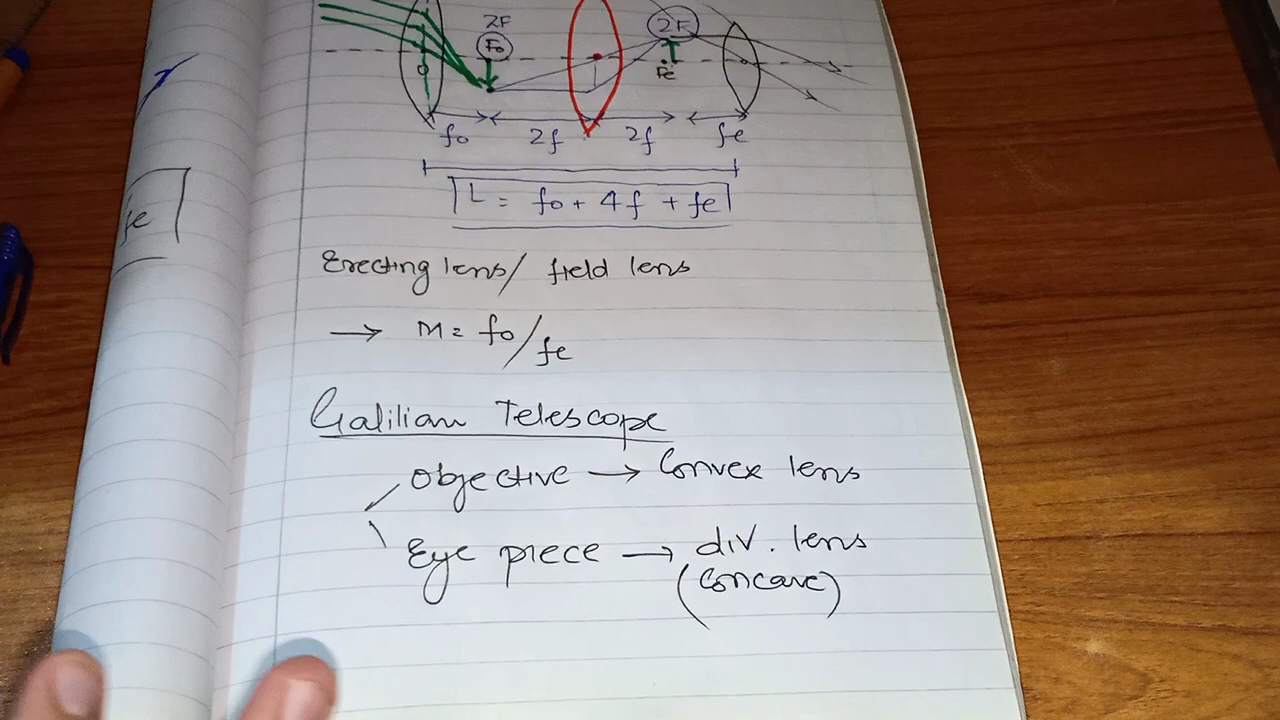 2F
Fo
2F
Fe
O
fo 2f 2f fe
L = fo + 4f + fe
fe
Erecting lens/ field lens
→ M = fo/fe
Galilian Telescope
Objective → Convex lens
Eye piece → div. lens
(Concave)